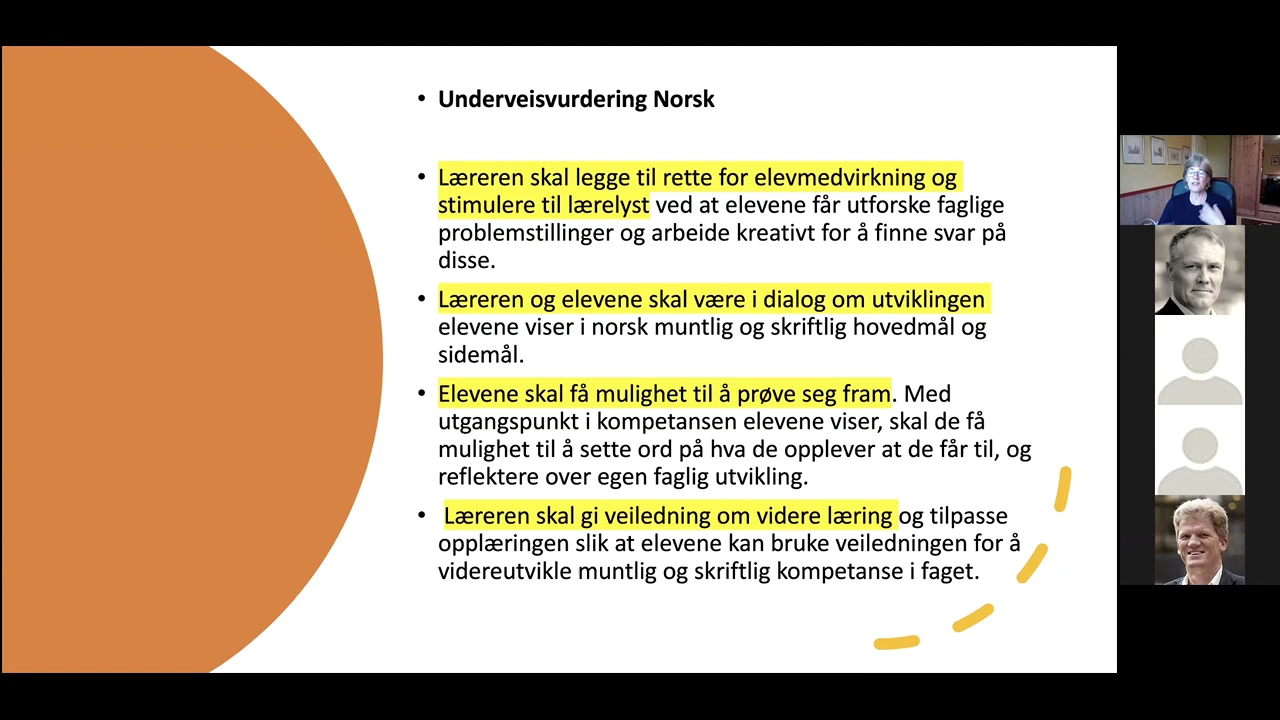 • Underveisvurdering Norsk
• Læreren skal legge til rette for elevmedvirkning og
stimulere til lærelyst ved at elevene får utforske faglige
problemstillinger og arbeide kreativt for å finne svar på
disse.
• Læreren og elevene skal være i dialog om utviklingen
elevene viser i norsk muntlig og skriftlig hovedmål og
sidemål.
• Elevene skal få mulighet til å prøve seg fram. Med
utgangspunkt i kompetansen elevene viser, skal de få
mulighet til å sette ord på hva de opplever at de får til, og
reflektere over egen faglig utvikling.
• Læreren skal gi veiledning om videre læring og tilpasse
opplæringen slik at elevene kan bruke veiledningen for å
videreutvikle muntlig og skriftlig kompetanse i faget.